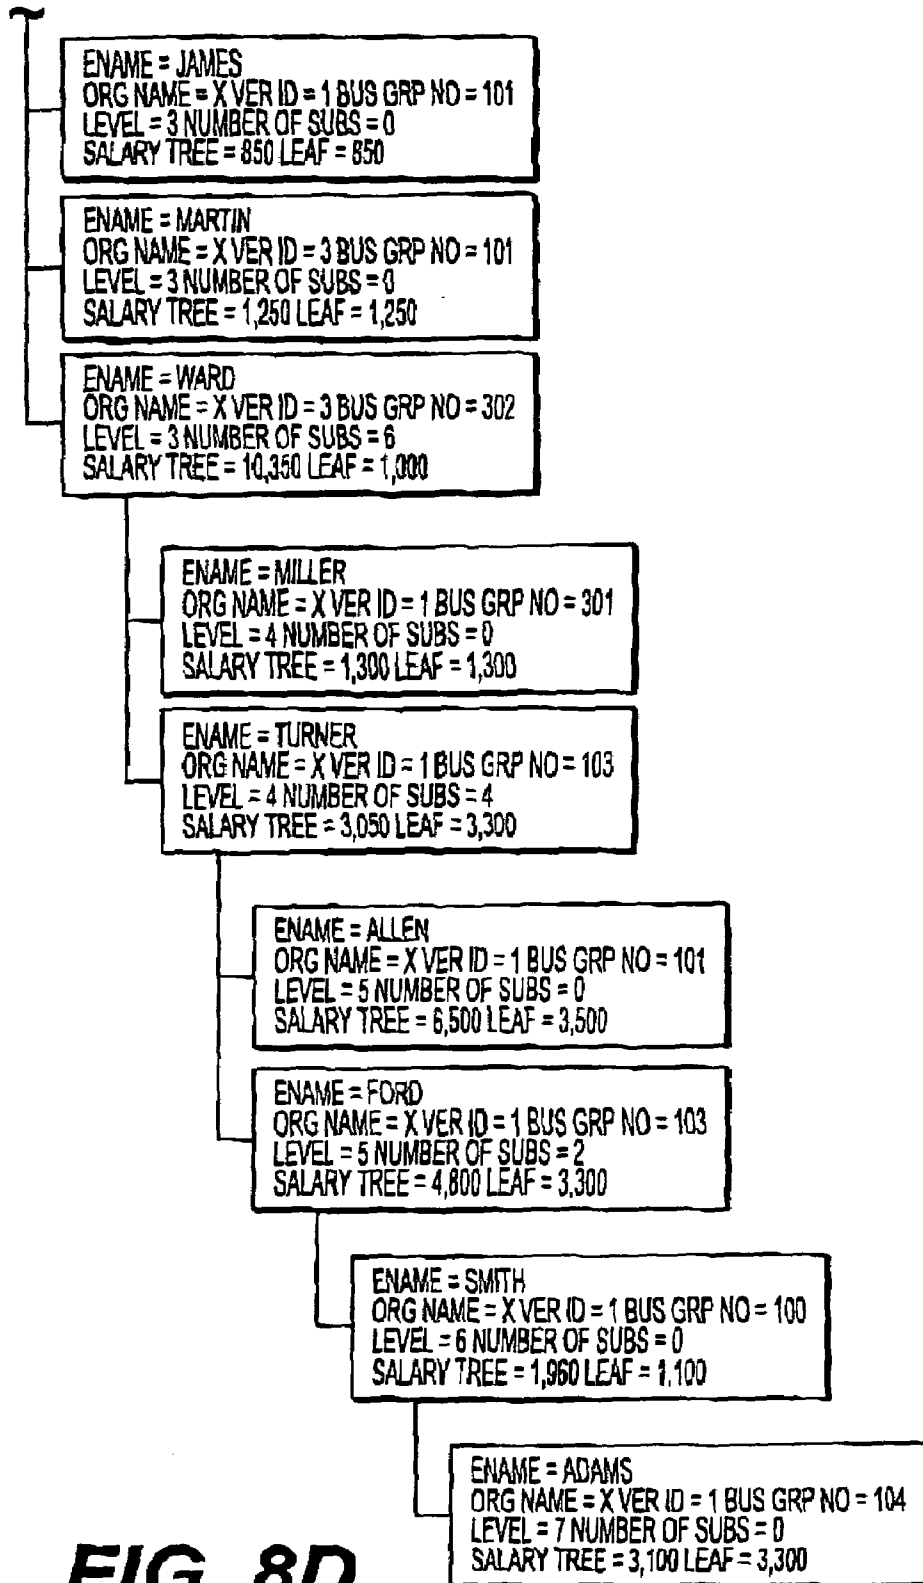 ENAME = JAMES
ORG NAME = X VER ID = 1 BUS GRP NO = 101
LEVEL = 3 NUMBER OF SUBS = 0
SALARY TREE = 850 LEAF = 850
ENAME = MARTIN
ORG NAME = X VER ID = 3 BUS GRP NO = 101
LEVEL = 3 NUMBER OF SUBS = 0
SALARY TREE = 1,250 LEAF = 1,250
ENAME = WARD
ORG NAME = X VER ID = 3 BUS GRP NO = 302
LEVEL = 3 NUMBER OF SUBS = 6
SALARY TREE = 10,350 LEAF = 1,000
ENAME = MILLER
ORG NAME = X VER ID = 1 BUS GRP NO = 301
LEVEL = 4 NUMBER OF SUBS = 0
SALARY TREE = 1,300 LEAF = 1,300
ENAME = TURNER
ORG NAME = X VER ID = 1 BUS GRP NO = 103
LEVEL = 4 NUMBER OF SUBS = 4
SALARY TREE = 3,050 LEAF = 3,300
ENAME = ALLEN
ORG NAME = X VER ID = 1 BUS GRP NO = 101
LEVEL = 5 NUMBER OF SUBS = 0
SALARY TREE = 6,500 LEAF = 3,500
ENAME = FORD
ORG NAME = X VER ID = 1 BUS GRP NO = 103
LEVEL = 5 NUMBER OF SUBS = 2
SALARY TREE = 4,800 LEAF = 3,300
ENAME = SMITH
ORG NAME = X VER ID = 1 BUS GRP NO = 100
LEVEL = 6 NUMBER OF SUBS = 0
SALARY TREE = 1,960 LEAF = 1,100
ENAME = ADAMS
ORG NAME = X VER ID = 1 BUS GRP NO = 104
LEVEL = 7 NUMBER OF SUBS = 0
SALARY TREE = 3,100 LEAF = 3,300
FIG. 8D